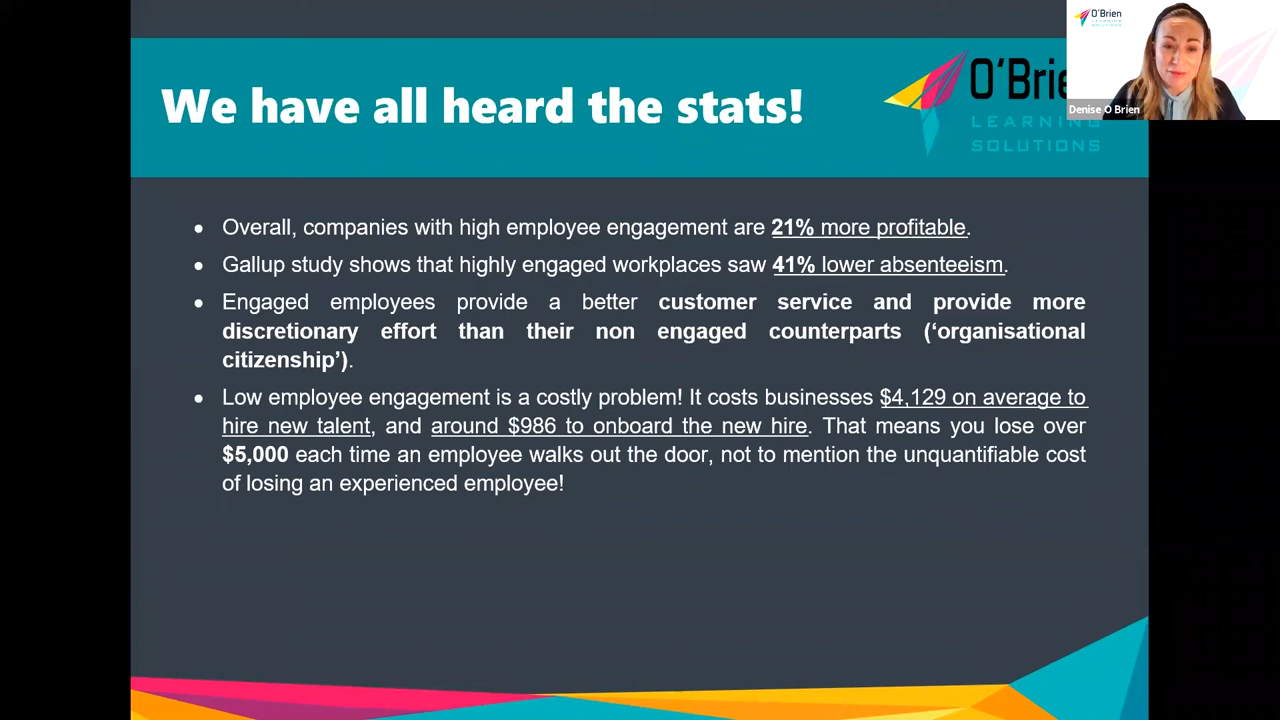 O'Brien
LEARNING
SOLUTIONS
Denise O Brien
We have all heard the stats!
O'Brie
LEARNING
SOLUTIONS
• Overall, companies with high employee engagement are 21% more profitable.
• Gallup study shows that highly engaged workplaces saw 41% lower absenteeism.
• Engaged employees provide a better customer service and provide more
discretionary effort than their non engaged counterparts (‘organisational
citizenship’).
• Low employee engagement is a costly problem! It costs businesses $4,129 on average to
hire new talent, and around $986 to onboard the new hire. That means you lose over
$5,000 each time an employee walks out the door, not to mention the unquantifiable cost
of losing an experienced employee!